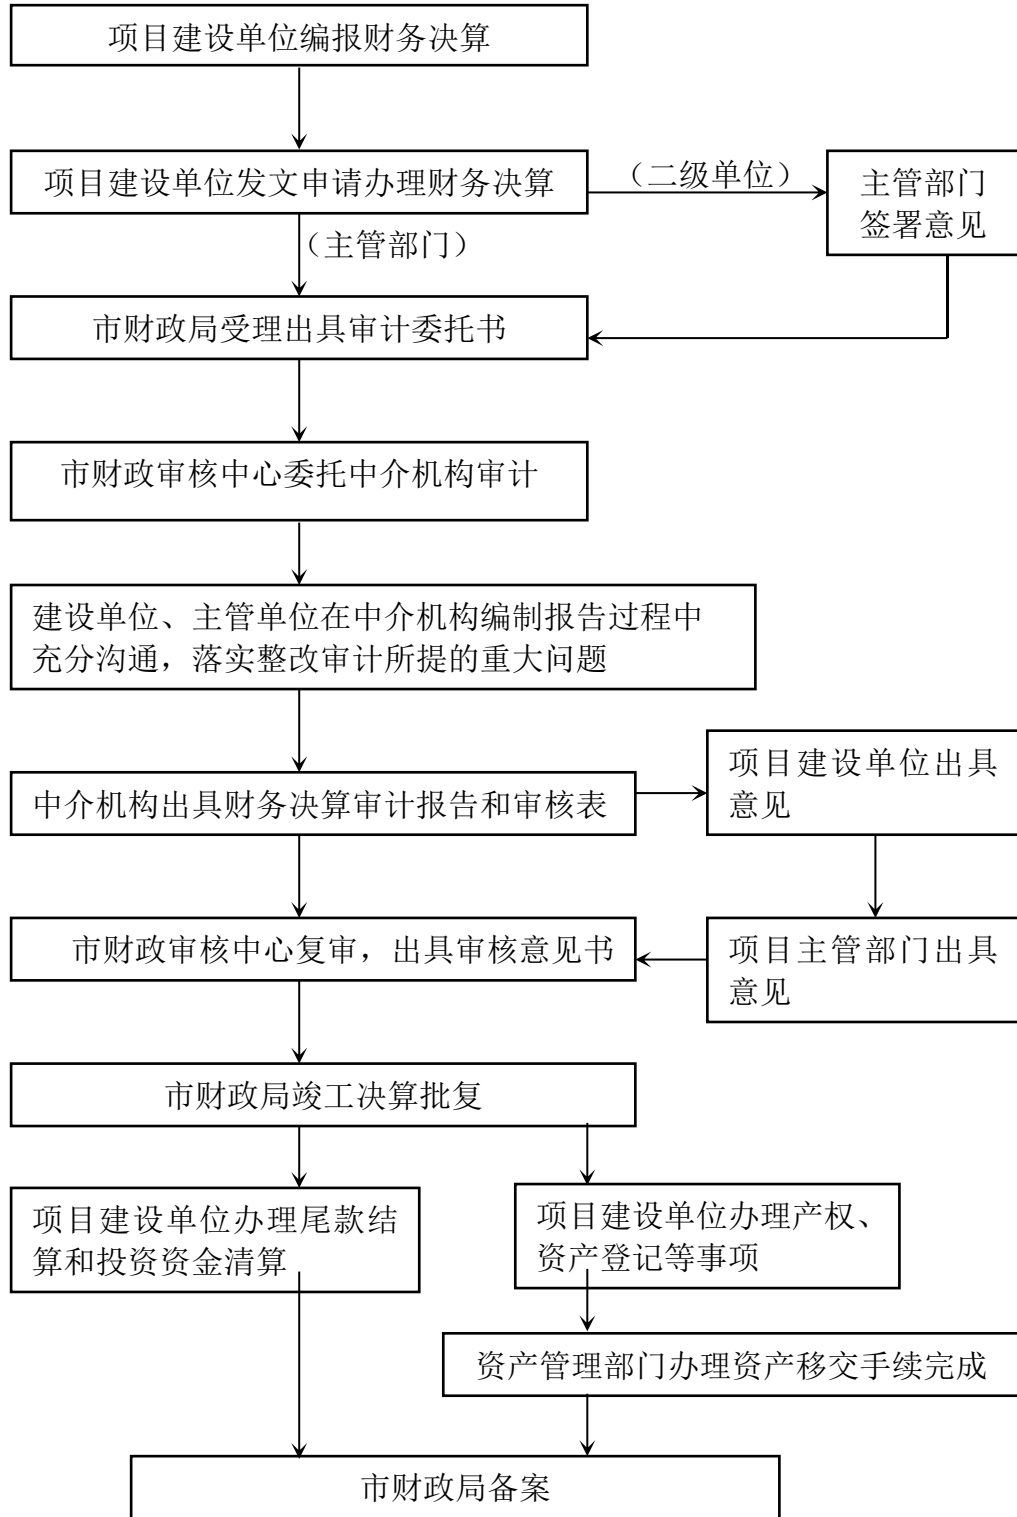 项目建设单位编报财务决算
项目建设单位发文申请办理财务决算
（二级单位）
主管部门
签署意见
（主管部门）
市财政局受理出具审计委托书
市财政审核中心委托中介机构审计
建设单位、主管单位在中介机构编制报告过程中
充分沟通，落实整改审计所提的重大问题
中介机构出具财务决算审计报告和审核表
项目建设单位出具
意见
市财政审核中心复审，出具审核意见书
项目主管部门出具
意见
市财政局竣工决算批复
项目建设单位办理尾款结
算和投资资金清算
项目建设单位办理产权、
资产登记等事项
资产管理部门办理资产移交手续完成
市财政局备案